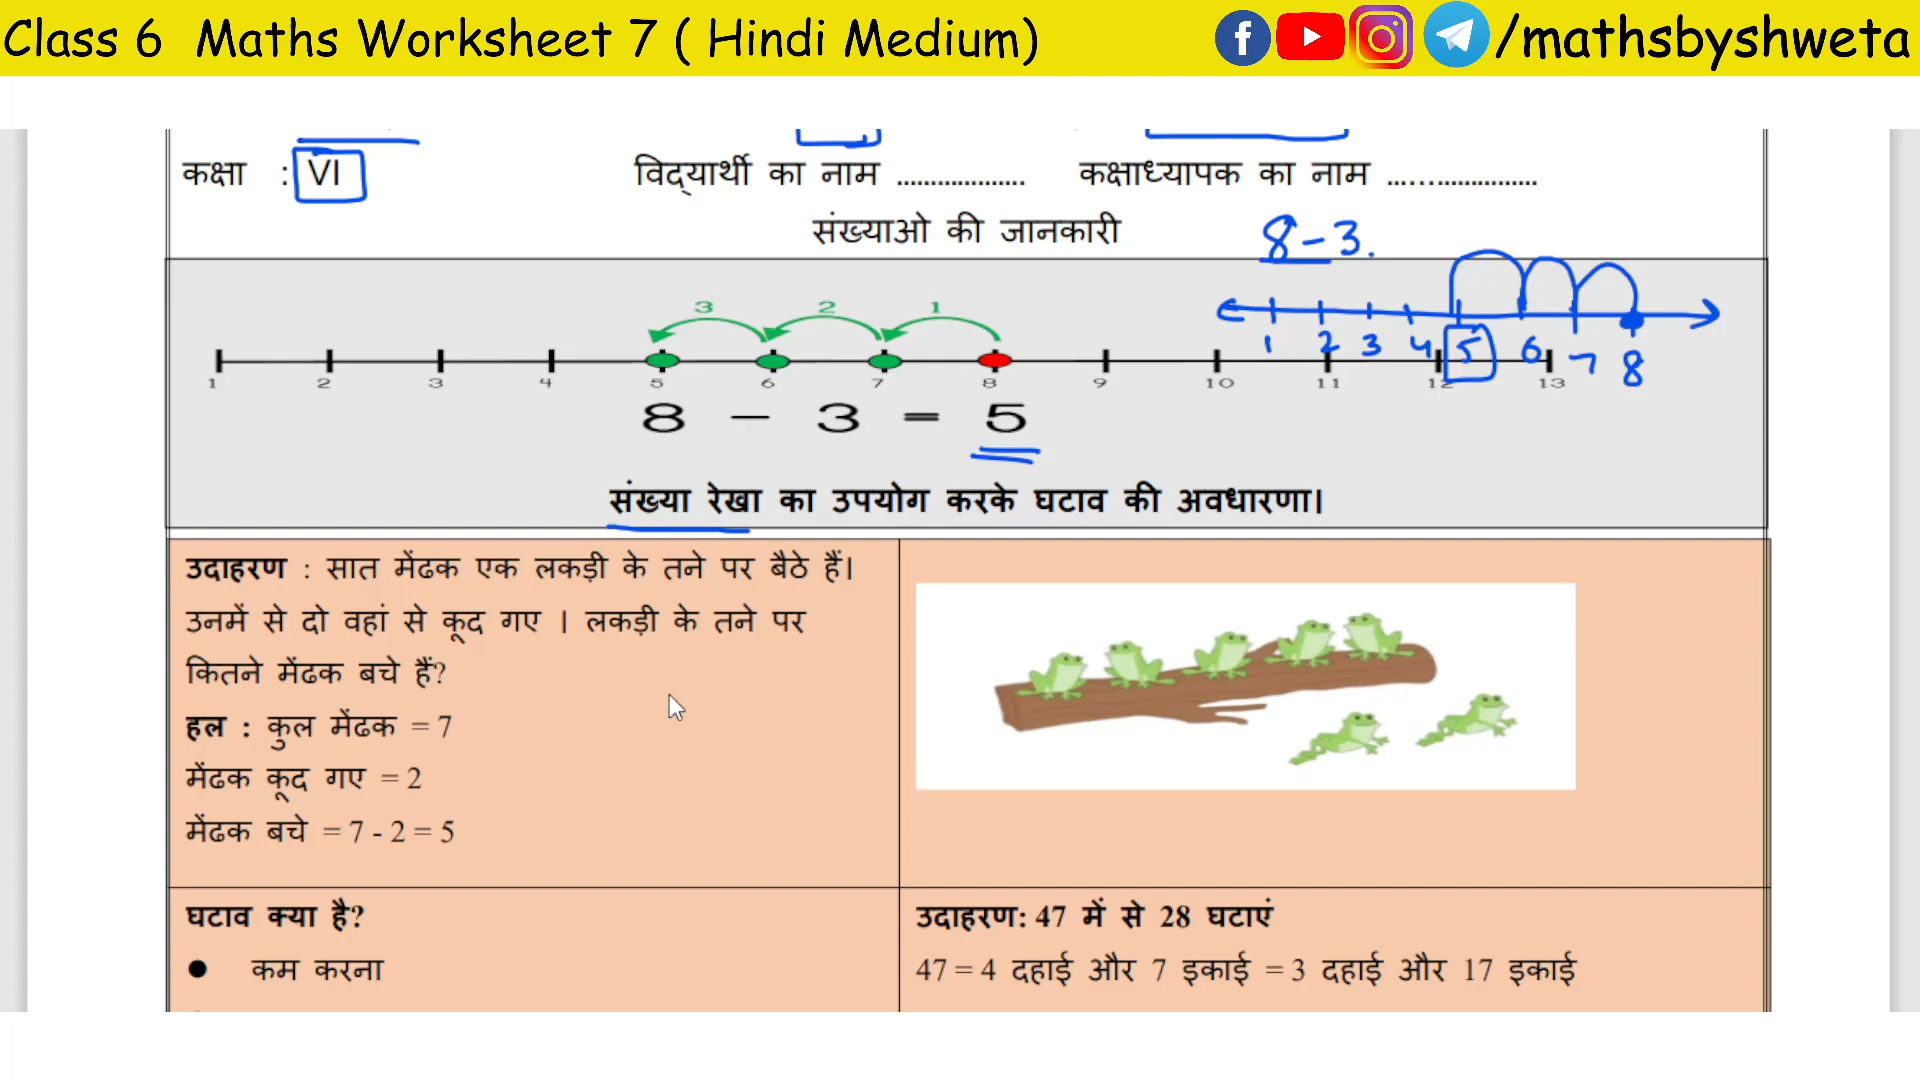 Class 6 Maths Worksheet 7 ( Hindi Medium) /mathsbyshweta
कक्षा : VI विद्यार्थी का नाम ................... कक्षाध्यापक का नाम ...................
संख्याओ की जानकारी
8-3.
3 2 1
1 2 3 4 5 6 7 8 9 10 11 12 13
1 2 3 4 5 6 7 8
8 - 3 = 5
संख्या रेखा का उपयोग करके घटाव की अवधारणा।
उदाहरण : सात मेंढक एक लकड़ी के तने पर बैठे हैं।
उनमें से दो वहां से कूद गए । लकड़ी के तने पर
कितने मेंढक बचे हैं?
हल : कुल मेंढक = 7
मेंढक कूद गए = 2
मेंढक बचे = 7 - 2 = 5
घटाव क्या है?
● कम करना
उदाहरण: 47 में से 28 घटाएं
47 = 4 दहाई और 7 इकाई = 3 दहाई और 17 इकाई